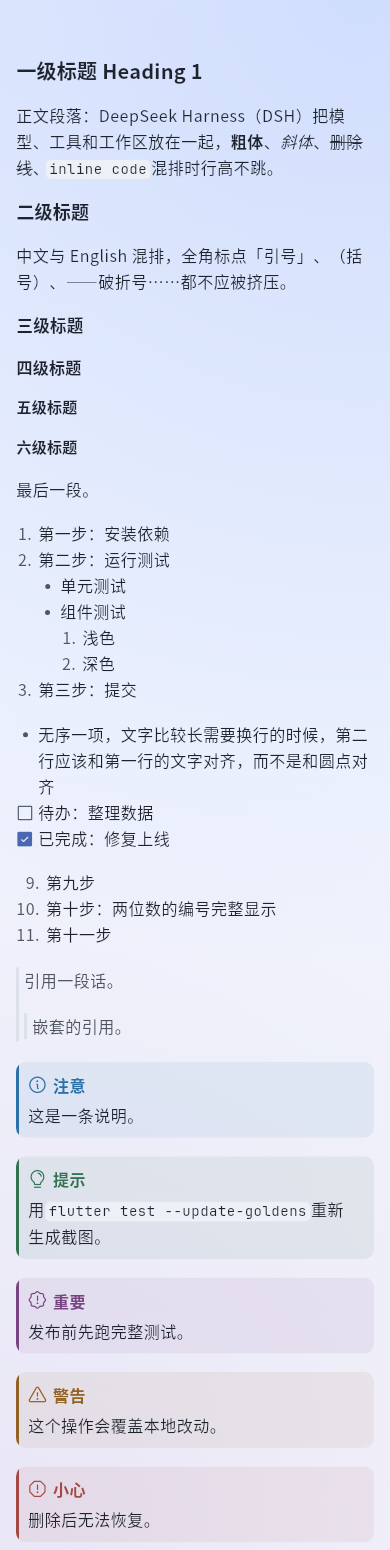 一级标题 Heading 1
正文段落：DeepSeek Harness（DSH）把模
型、工具和工作区放在一起，粗体、斜体、删除
线、inline code 混排时行高不跳。
二级标题
中文与 English 混排，全角标点「引号」、（括
号）、——破折号……都不应被挤压。
三级标题
四级标题
五级标题
六级标题
最后一段。
1. 第一步：安装依赖
2. 第二步：运行测试
• 单元测试
• 组件测试
1. 浅色
2. 深色
3. 第三步：提交
• 无序一项，文字比较长需要换行的时候，第二
行应该和第一行的文字对齐，而不是和圆点对
齐
待办：整理数据
已完成：修复上线
9. 第九步
10. 第十步：两位数的编号完整显示
11. 第十一步
引用一段话。
嵌套的引用。
注意
这是一条说明。
提示
用 flutter test --update-goldens 重新
生成截图。
重要
发布前先跑完整测试。
警告
这个操作会覆盖本地改动。
小心
删除后无法恢复。